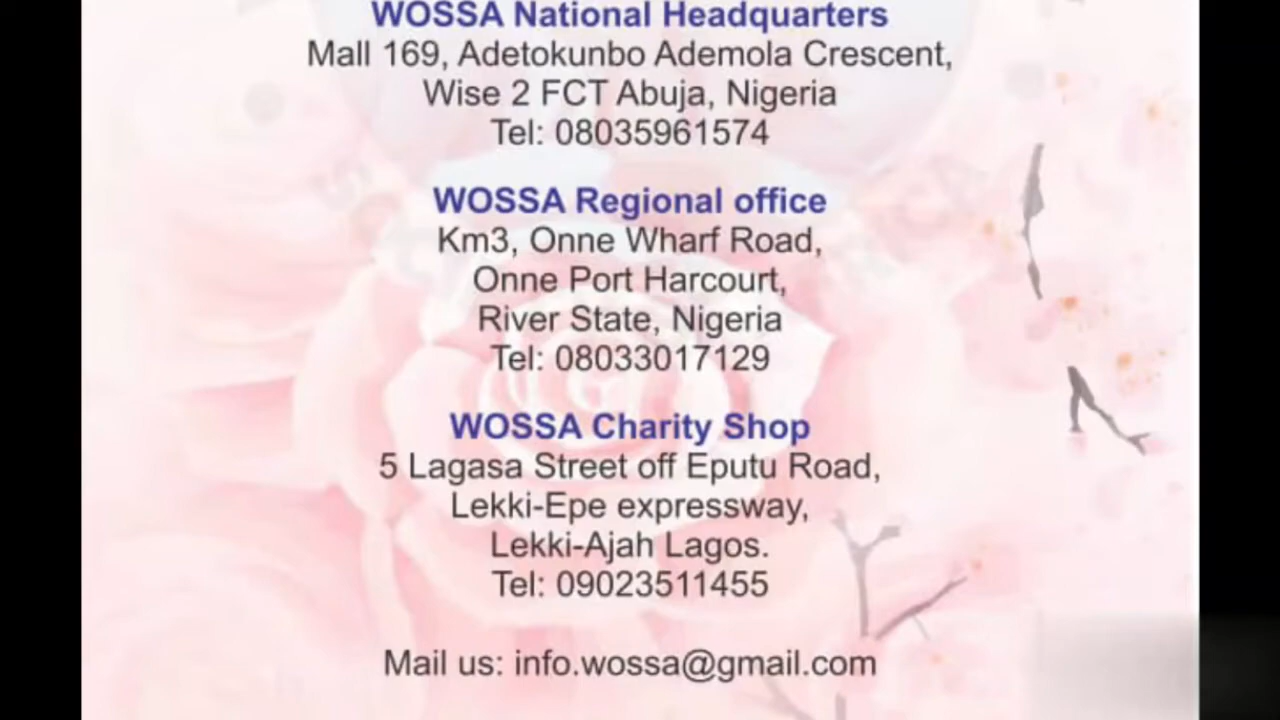 WOSSA National Headquarters
Mall 169, Adetokunbo Ademola Crescent,
Wise 2 FCT Abuja, Nigeria
Tel: 08035961574
WOSSA Regional office
Km3, Onne Wharf Road,
Onne Port Harcourt,
River State, Nigeria
Tel: 08033017129
WOSSA Charity Shop
5 Lagasa Street off Eputu Road,
Lekki-Epe expressway,
Lekki-Ajah Lagos.
Tel: 09023511455
Mail us: info.wossa@gmail.com